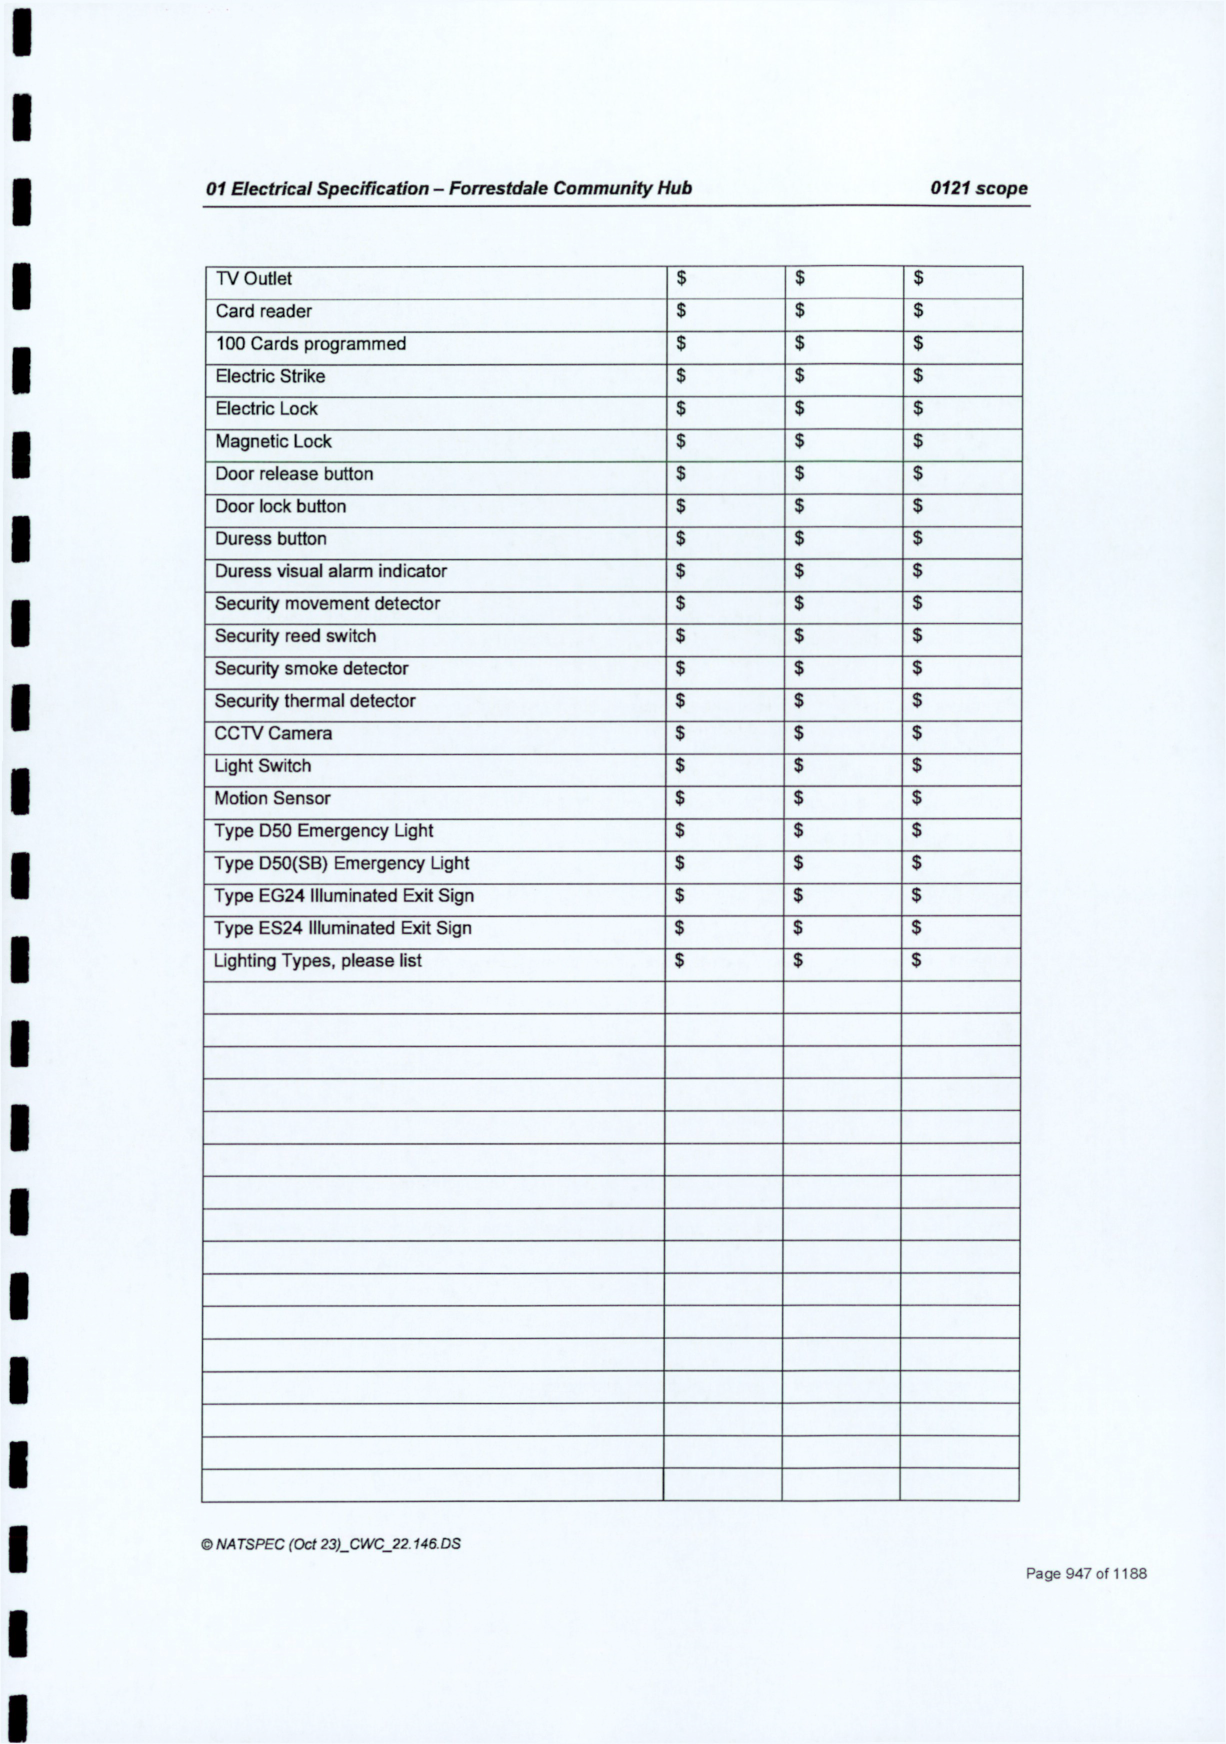 01 Electrical Specification – Forrestdale Community Hub 0121 scope
TV Outlet $ $ $
Card reader $ $ $
100 Cards programmed $ $ $
Electric Strike $ $ $
Electric Lock $ $ $
Magnetic Lock $ $ $
Door release button $ $ $
Door lock button $ $ $
Duress button $ $ $
Duress visual alarm indicator $ $ $
Security movement detector $ $ $
Security reed switch $ $ $
Security smoke detector $ $ $
Security thermal detector $ $ $
CCTV Camera $ $ $
Light Switch $ $ $
Motion Sensor $ $ $
Type D50 Emergency Light $ $ $
Type D50(SB) Emergency Light $ $ $
Type EG24 Illuminated Exit Sign $ $ $
Type ES24 Illuminated Exit Sign $ $ $
Lighting Types, please list $ $ $
© NATSPEC (Oct 23)_CWC_22.146.DS
Page 947 of 1188